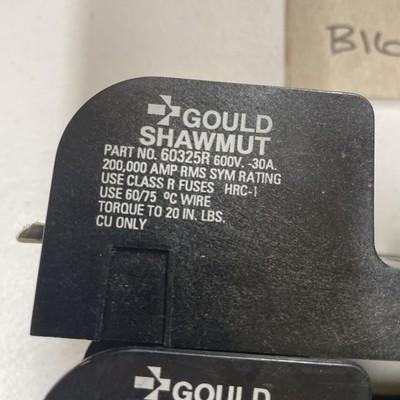 B16
GOULD
SHAWMUT
PART NO. 60325R 600V. -30A.
200,000 AMP RMS SYM RATING
USE CLASS R FUSES HRC-I
USE 60/75 ºC WIRE
TORQUE TO 20 IN. LBS.
CU ONLY
GOULD